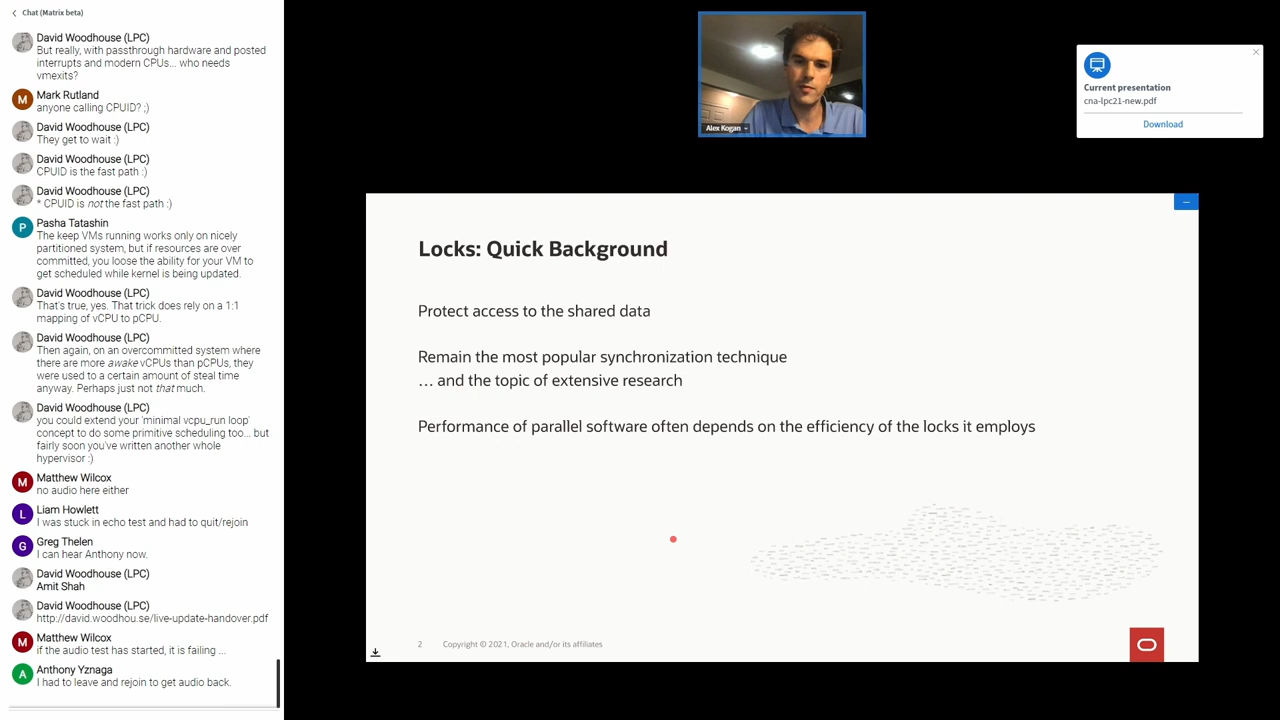 Chat (Matrix beta)
David Woodhouse (LPC)
But really, with passthrough hardware and posted
interrupts and modern CPUs... who needs
vmexits?
M
Mark Rutland
anyone calling CPUID? ;)
David Woodhouse (LPC)
They get to wait :)
David Woodhouse (LPC)
CPUID is the fast path :)
David Woodhouse (LPC)
* CPUID is not the fast path :)
P
Pasha Tatashin
The keep VMs running works only on nicely
partitioned system, but if resources are over
committed, you loose the ability for your VM to
get scheduled while kernel is being updated.
David Woodhouse (LPC)
That's true, yes. That trick does rely on a 1:1
mapping of vCPU to pCPU.
David Woodhouse (LPC)
Then again, on an overcommitted system where
there are more awake vCPUs than pCPUs, they
were used to a certain amount of steal time
anyway. Perhaps just not that much.
David Woodhouse (LPC)
you could extend your 'minimal vcpu_run loop'
concept to do some primitive scheduling too... but
fairly soon you've written another whole
hypervisor :)
M
Matthew Wilcox
no audio here either
L
Liam Howlett
I was stuck in echo test and had to quit/rejoin
G
Greg Thelen
I can hear Anthony now.
David Woodhouse (LPC)
Amit Shah
David Woodhouse (LPC)
http://david.woodhou.se/live-update-handover.pdf
M
Matthew Wilcox
if the audio test has started, it is failing ...
A
Anthony Yznaga
I had to leave and rejoin to get audio back.
Alex Kogan
Current presentation
cna-lpc21-new.pdf
Download
Locks: Quick Background
Protect access to the shared data
Remain the most popular synchronization technique
… and the topic of extensive research
Performance of parallel software often depends on the efficiency of the locks it employs
2
Copyright © 2021, Oracle and/or its affiliates